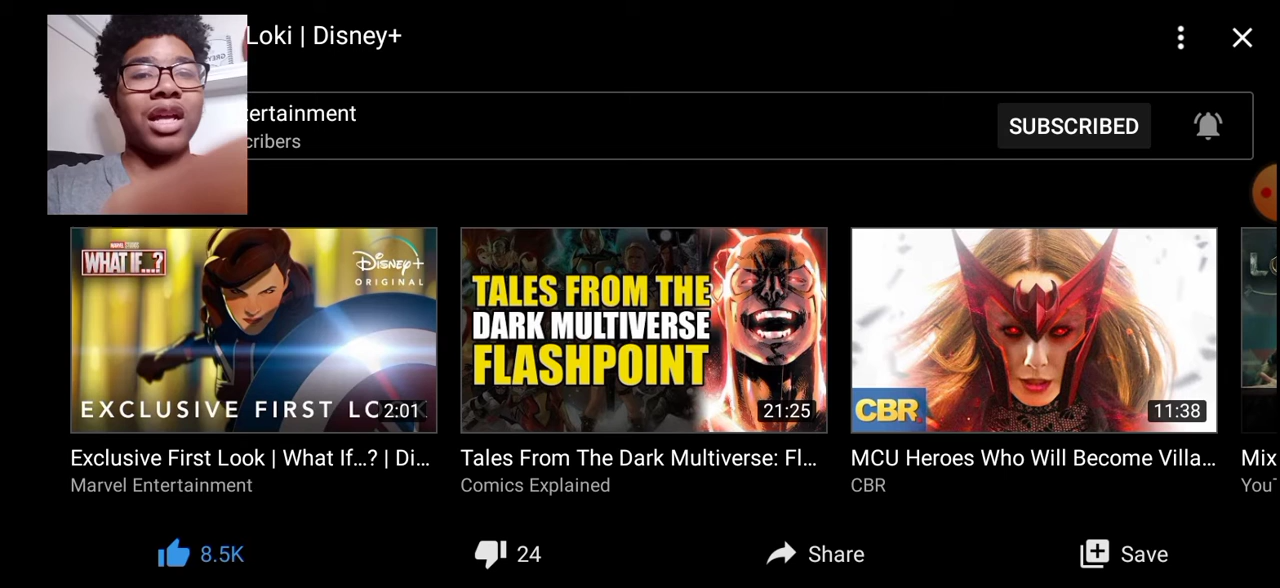 Loki | Disney+
tertainment
cribers
SUBSCRIBED
MARVEL STUDIOS
WHAT IF...?
Disney+
ORIGINAL
EXCLUSIVE FIRST LO
2:01
TALES FROM THE
DARK MULTIVERSE
FLASHPOINT
21:25
CBR
11:38
L
Exclusive First Look | What If…? | Di…
Marvel Entertainment
Tales From The Dark Multiverse: Fl…
Comics Explained
MCU Heroes Who Will Become Villa…
CBR
Mix
You
8.5K
24
Share
Save